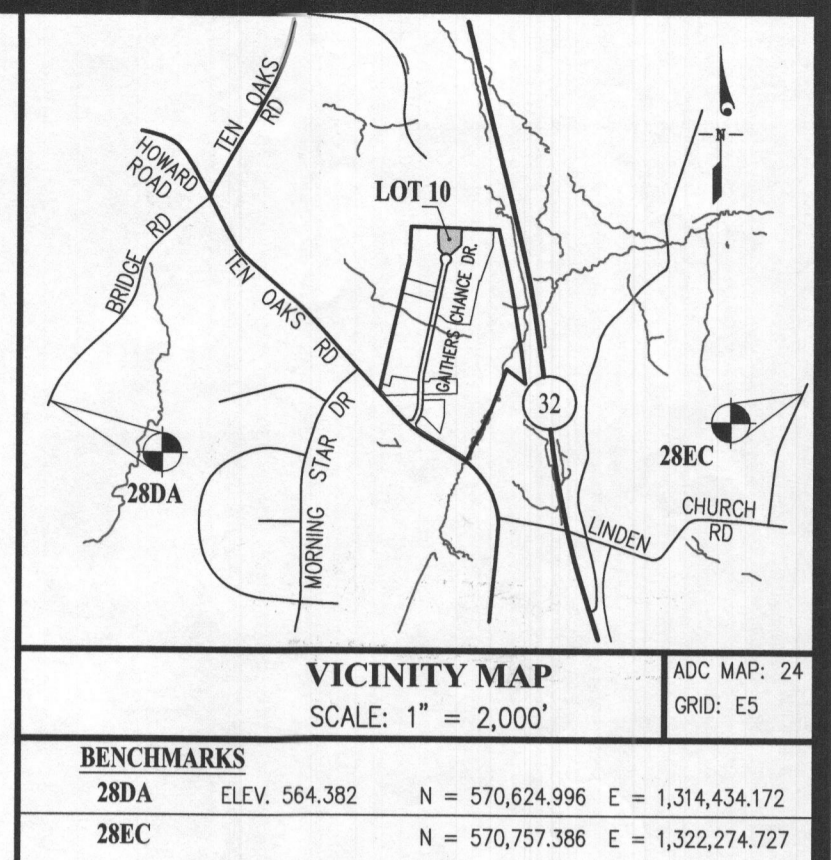 TEN OAKS
RD
HOWARD
ROAD
BRIDGE RD
LOT 10
N
TEN OAKS RD
GAITHERS CHANCE DR.
32
MORNING STAR DR
28DA
28EC
LINDEN
CHURCH
RD
VICINITY MAP
SCALE: 1" = 2,000'
ADC MAP: 24
GRID: E5
BENCHMARKS
28DA ELEV. 564.382 N = 570,624.996 E = 1,314,434.172
28EC N = 570,757.386 E = 1,322,274.727